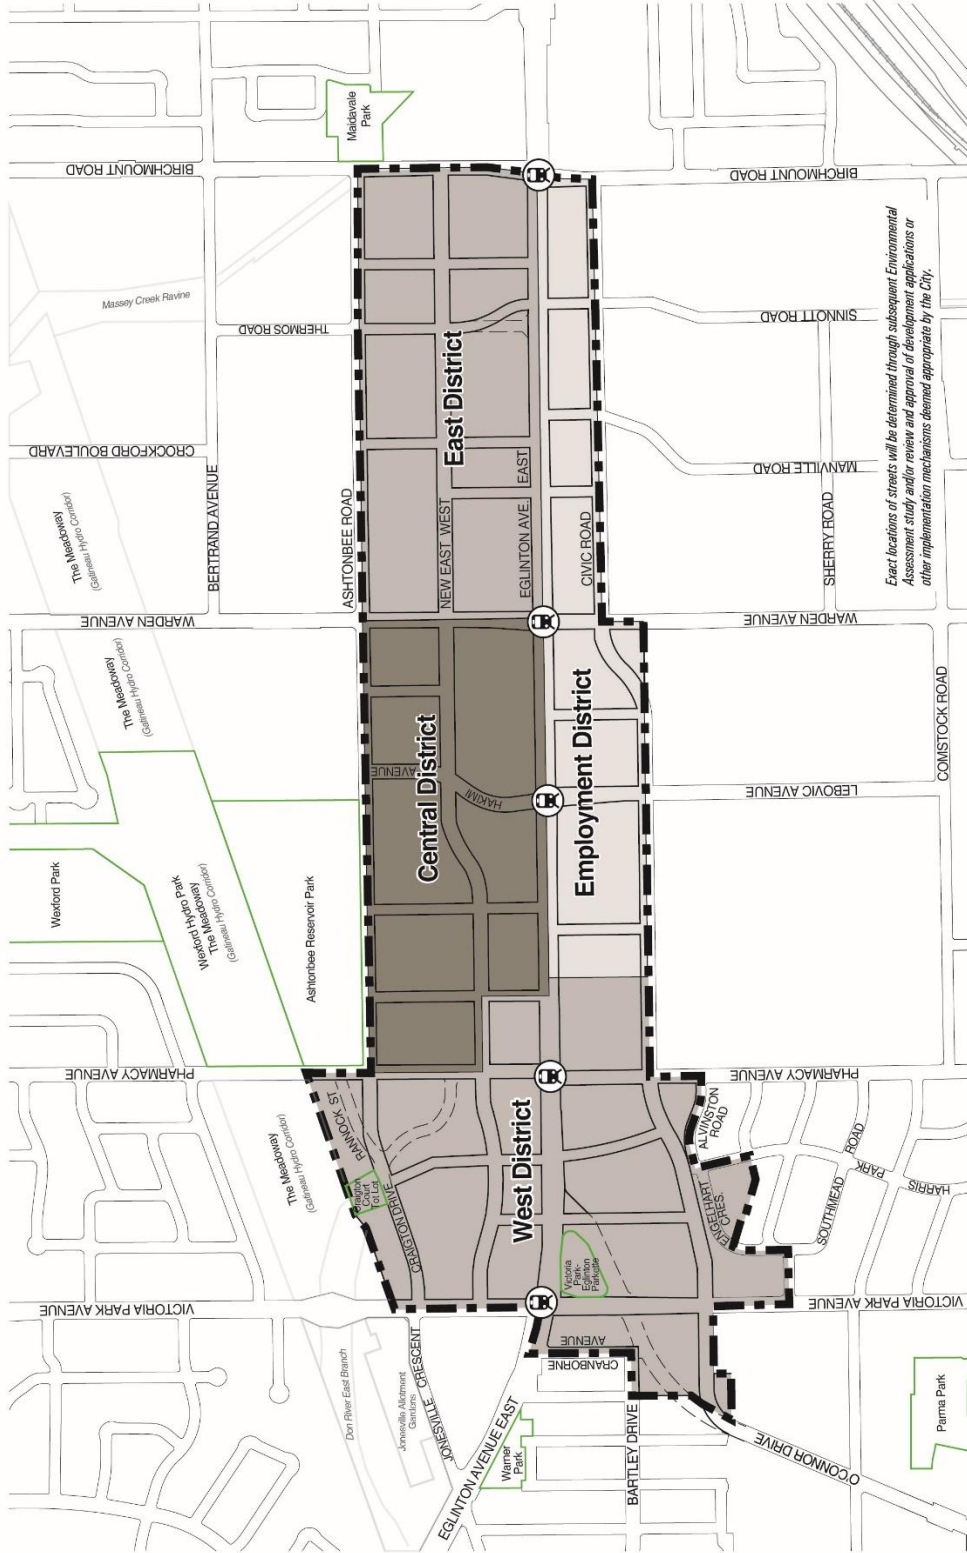 VICTORIA PARK AVENUE
PHARMACY AVENUE
WARDEN AVENUE
CROCKFORD BOULEVARD
BIRCHMOUNT ROAD
Wexford Park
The Meadoway
(Gatineau Hydro Corridor)
The Meadoway
(Gatineau Hydro Corridor)
Massey Creek Ravine
Wexford Hydro Park
The Meadoway
(Gatineau Hydro Corridor)
BERTRAND AVENUE
THERMOS ROAD
The Meadoway
(Gatineau Hydro Corridor)
Ashtonbee Reservoir Park
Don River East Branch
RANNOCK ST
ASHTONBEE ROAD
Maidavale
Park
Craigton
Court
Tot Lot
AVENUE
Jonesville Allotment
Gardens
JONESVILLE CRESCENT
CRAIGTON DRIVE
Central District
NEW EAST WEST
East District
HAKIMI
EGLINTON AVENUE EAST
West District
EGLINTON AVE. EAST
Warner
Park
CRANBORNE
AVENUE
Victoria
Park-
Eglinton
Parkette
Employment District
CIVIC ROAD
BARTLEY DRIVE
ENGELHART
CRES.
ALVINSTON
ROAD
O'CONNOR DRIVE
VICTORIA PARK AVENUE
PHARMACY AVENUE
LEBOVIC AVENUE
WARDEN AVENUE
MANVILLE ROAD
SINNOTT ROAD
BIRCHMOUNT ROAD
SOUTHMEAD
ROAD
SHERRY ROAD
HARRIS
PARK
Parma Park
COMSTOCK ROAD
Exact locations of streets will be determined through subsequent Environmental
Assessment study and/or review and approval of development applications or
other implementation mechanisms deemed appropriate by the City.